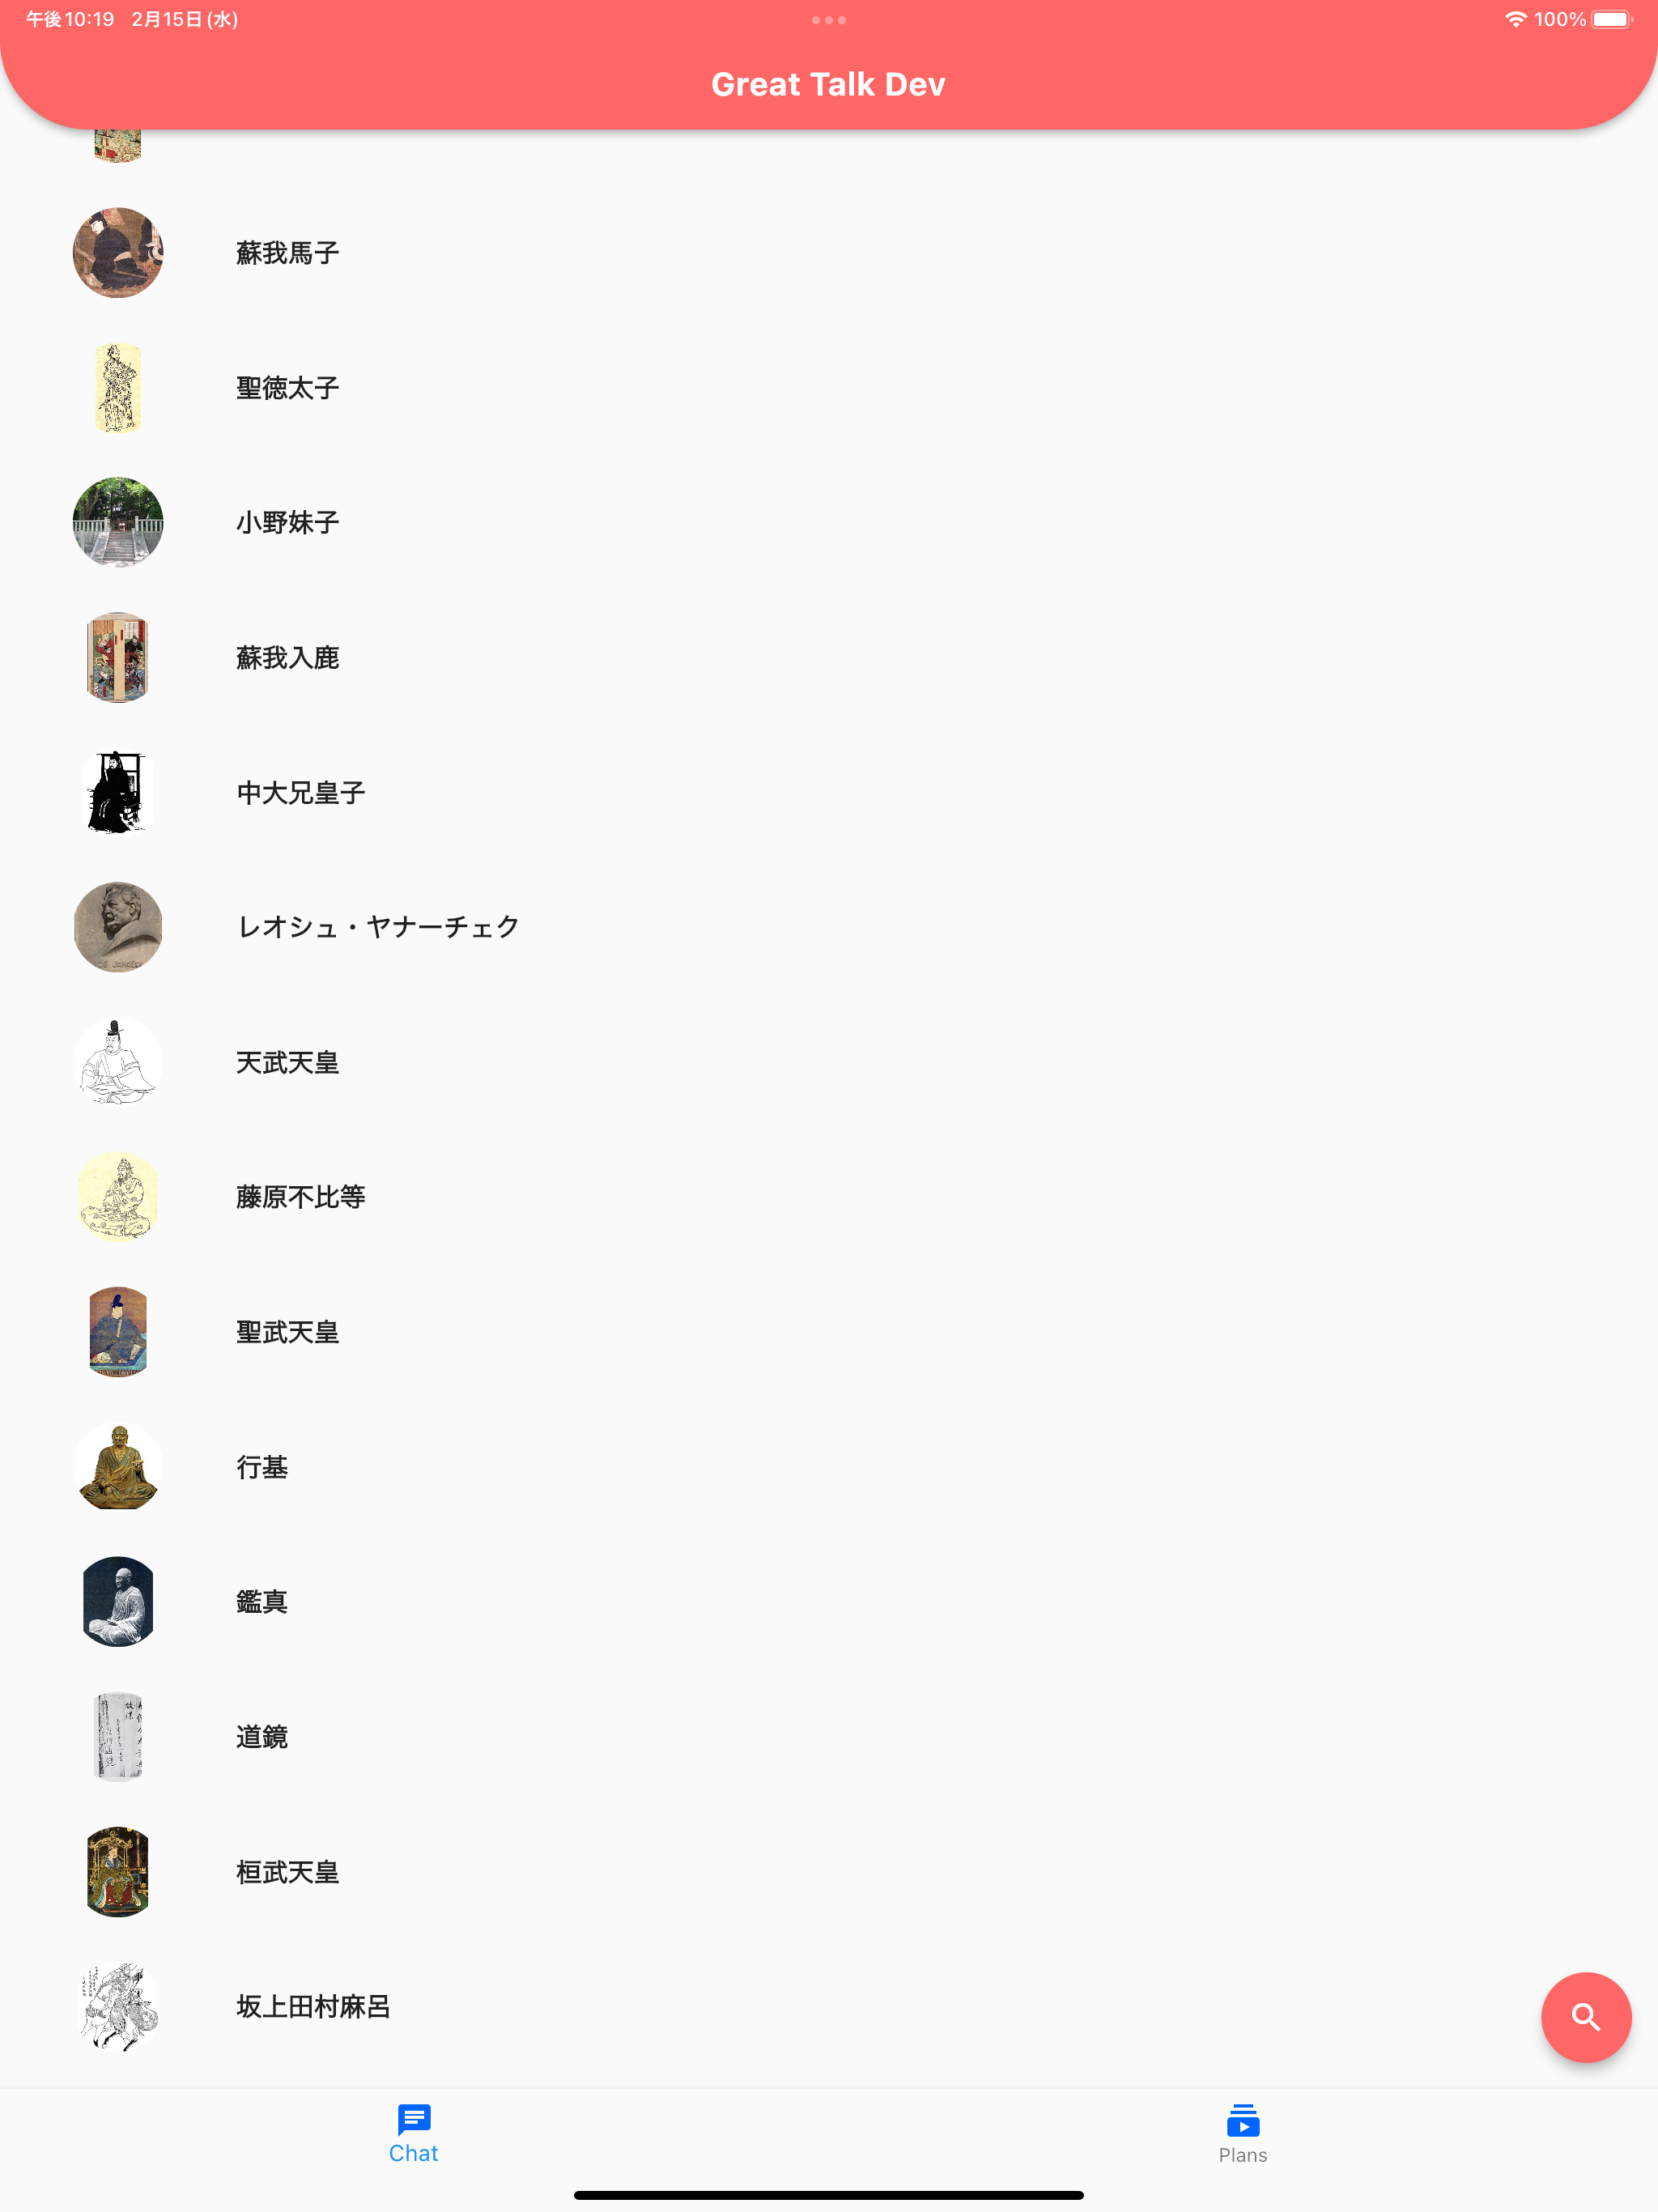 午後10:19 2月15日(水)
100%
Great Talk Dev
蘇我馬子
聖徳太子
小野妹子
蘇我入鹿
中大兄皇子
レオシュ・ヤナーチェク
天武天皇
藤原不比等
聖武天皇
行基
鑑真
道鏡
桓武天皇
坂上田村麻呂
Chat
Plans